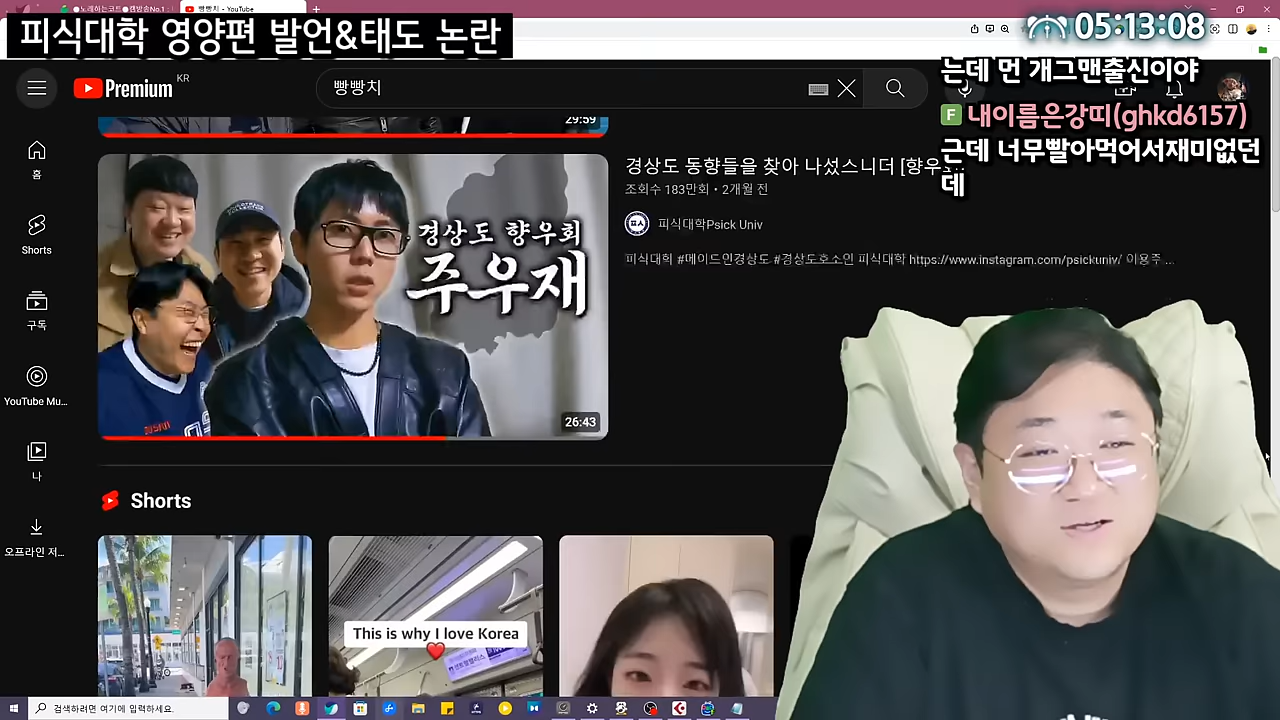 빵빵치 - YouTube
피식대학 영양편 발언&태도 논란
05:13:08
Premium
KR
빵빵치
는데 먼 개그맨출신이야
F 내이름은강띠(ghkd6157)
근데 너무빨아먹어서재미없던
데
홈
Shorts
구독
YouTube Mu...
나
오프라인 저...
29:59
경상도 향우회
주우재
26:43
경상도 동향들을 찾아 나섰스니더 [향우
조회수 183만회 • 2개월 전
피식대학Psick Univ
피식대학 #메이드인경상도 #경상도호소인 피식대학 https://www.instagram.com/psickuniv/ 이용주 ...
Shorts
This is why I love Korea
검색하려면 여기에 입력하세요.